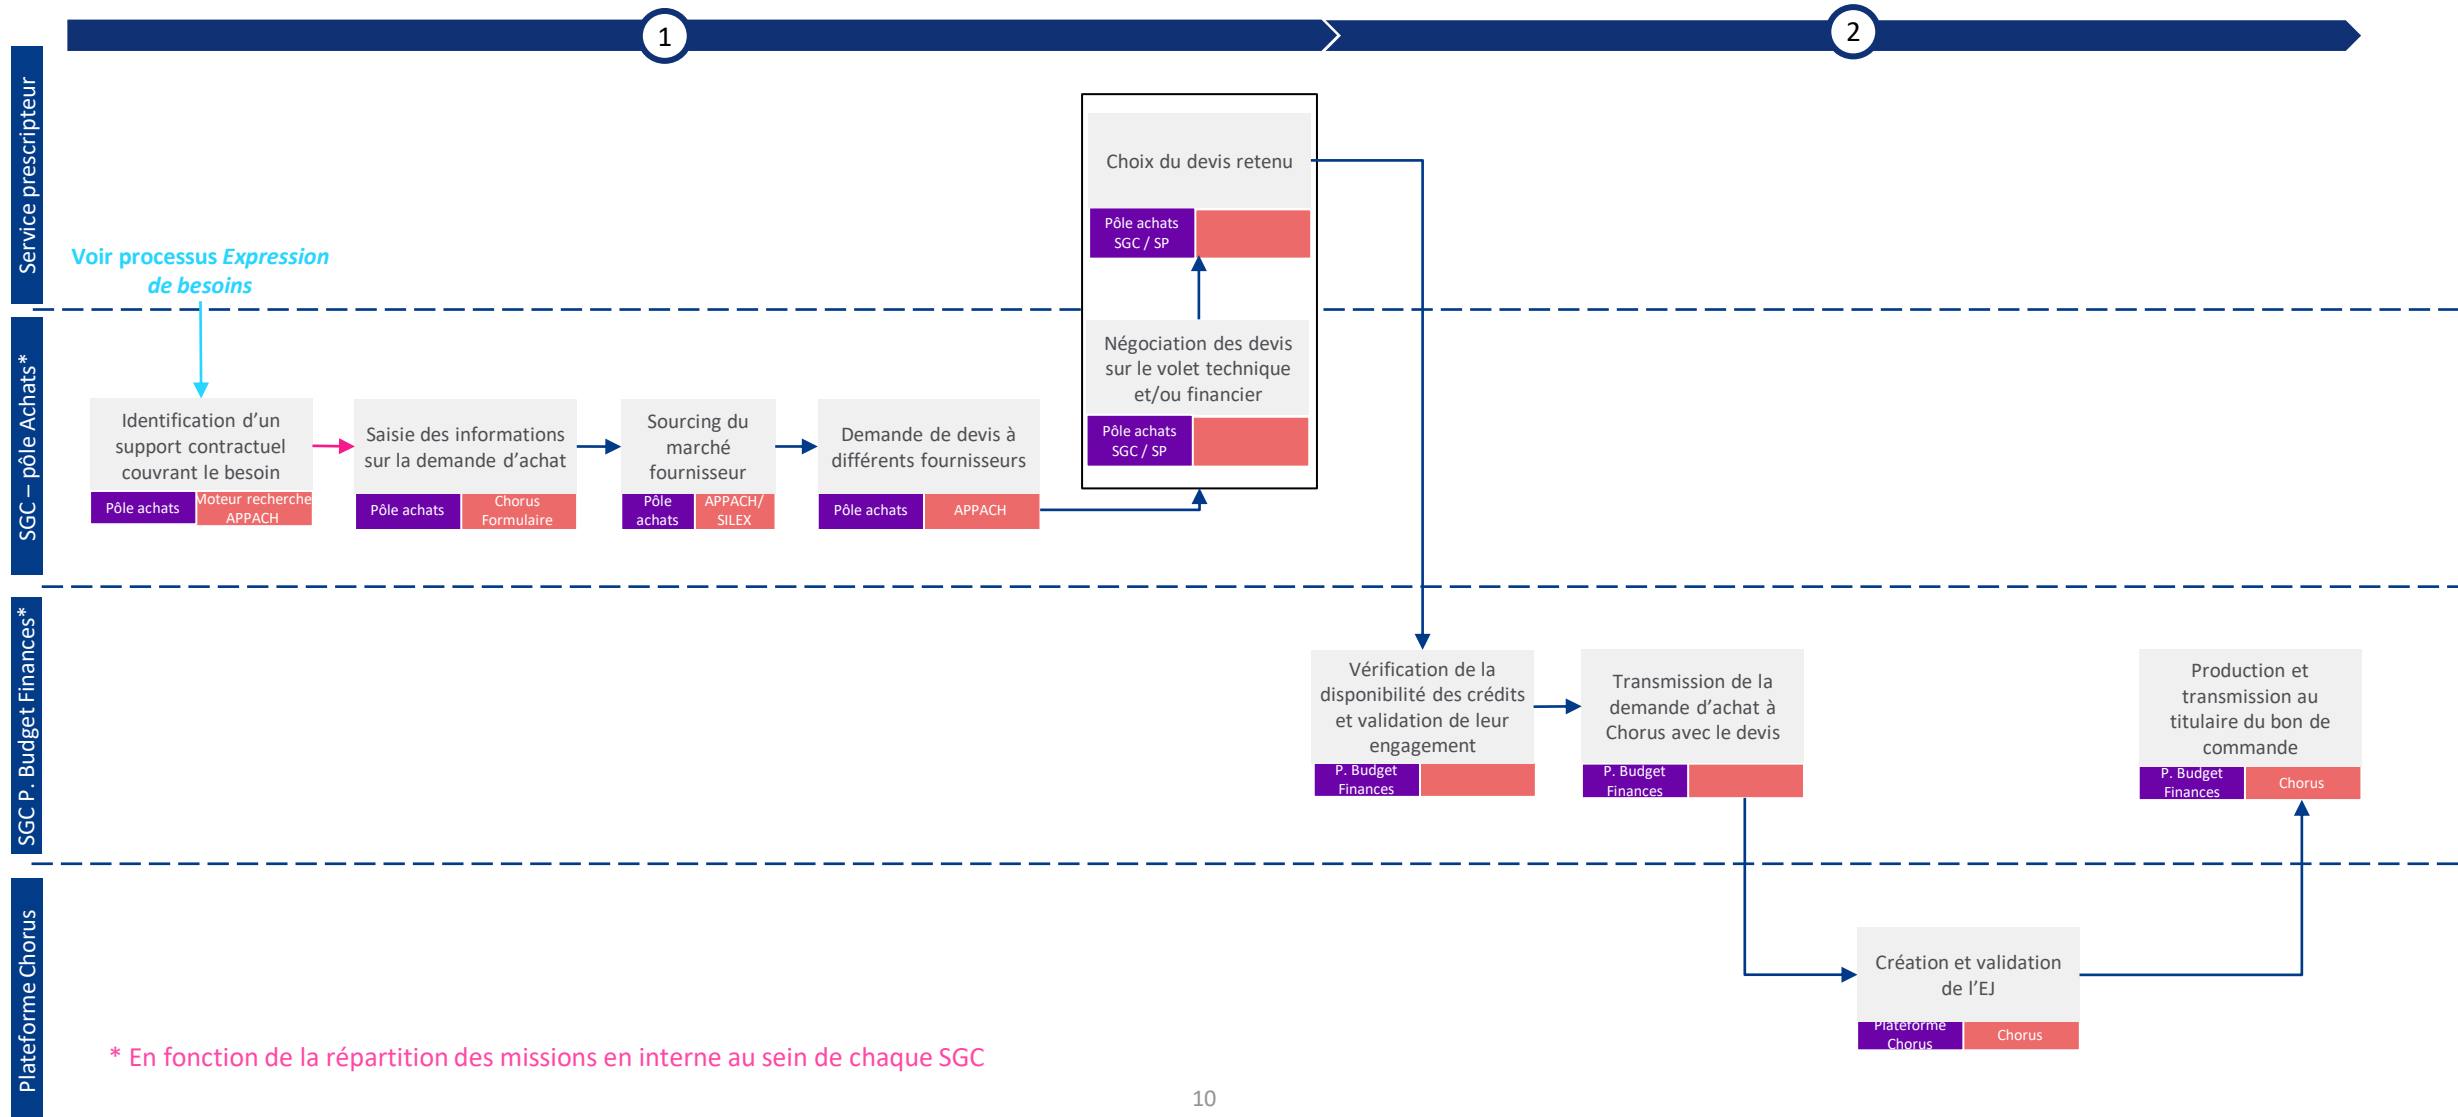 1
2
Service prescripteur
Choix du devis retenu
Pôle achats
SGC / SP
Voir processus Expression
de besoins
SGC – pôle Achats*
Négociation des devis
sur le volet technique
et/ou financier
Pôle achats
SGC / SP
Identification d'un
support contractuel
couvrant le besoin
Pôle achats
Moteur recherche
APPACH
Saisie des informations
sur la demande d'achat
Pôle achats
Chorus
Formulaire
Sourcing du
marché
fournisseur
Pôle
achats
APPACH/
SILEX
Demande de devis à
différents fournisseurs
Pôle achats
APPACH
SGC P. Budget Finances*
Vérification de la
disponibilité des crédits
et validation de leur
engagement
P. Budget
Finances
Transmission de la
demande d'achat à
Chorus avec le devis
P. Budget
Finances
Production et
transmission au
titulaire du bon de
commande
P. Budget
Finances
Chorus
Plateforme Chorus
Création et validation
de l'EJ
Plateforme
Chorus
Chorus
* En fonction de la répartition des missions en interne au sein de chaque SGC
10